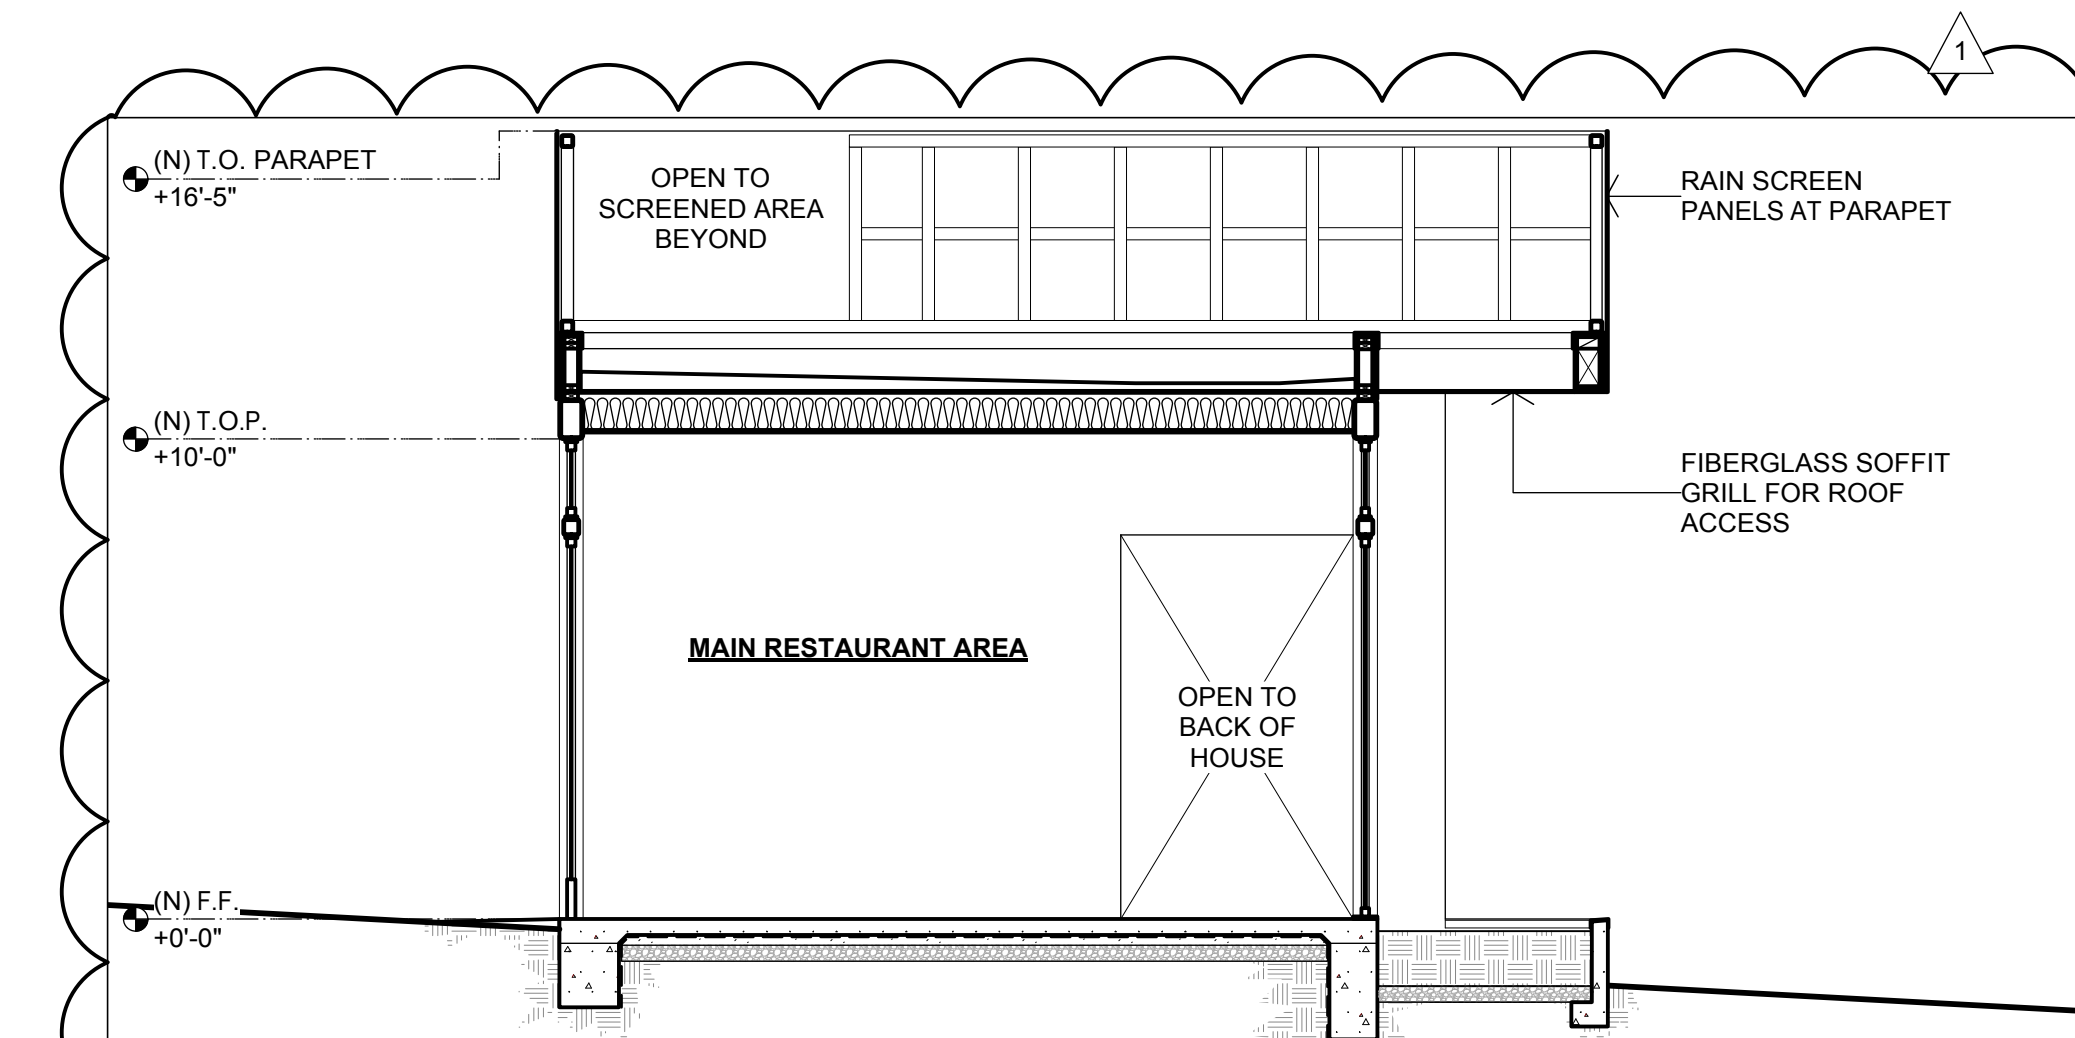 1
(N) T.O. PARAPET
+16'-5"
OPEN TO
SCREENED AREA
BEYOND
RAIN SCREEN
PANELS AT PARAPET
(N) T.O.P.
+10'-0"
FIBERGLASS SOFFIT
GRILL FOR ROOF
ACCESS
MAIN RESTAURANT AREA
OPEN TO
BACK OF
HOUSE
(N) F.F.
+0'-0"